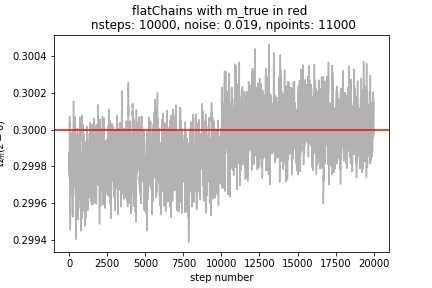 flatChains with m_true in red
nsteps: 10000, noise: 0.019, npoints: 11000
0.3004
0.3002
0.3000
0.2998
0.2996
0.2994
0 2500 5000 7500 10000 12500 15000 17500 20000
step number